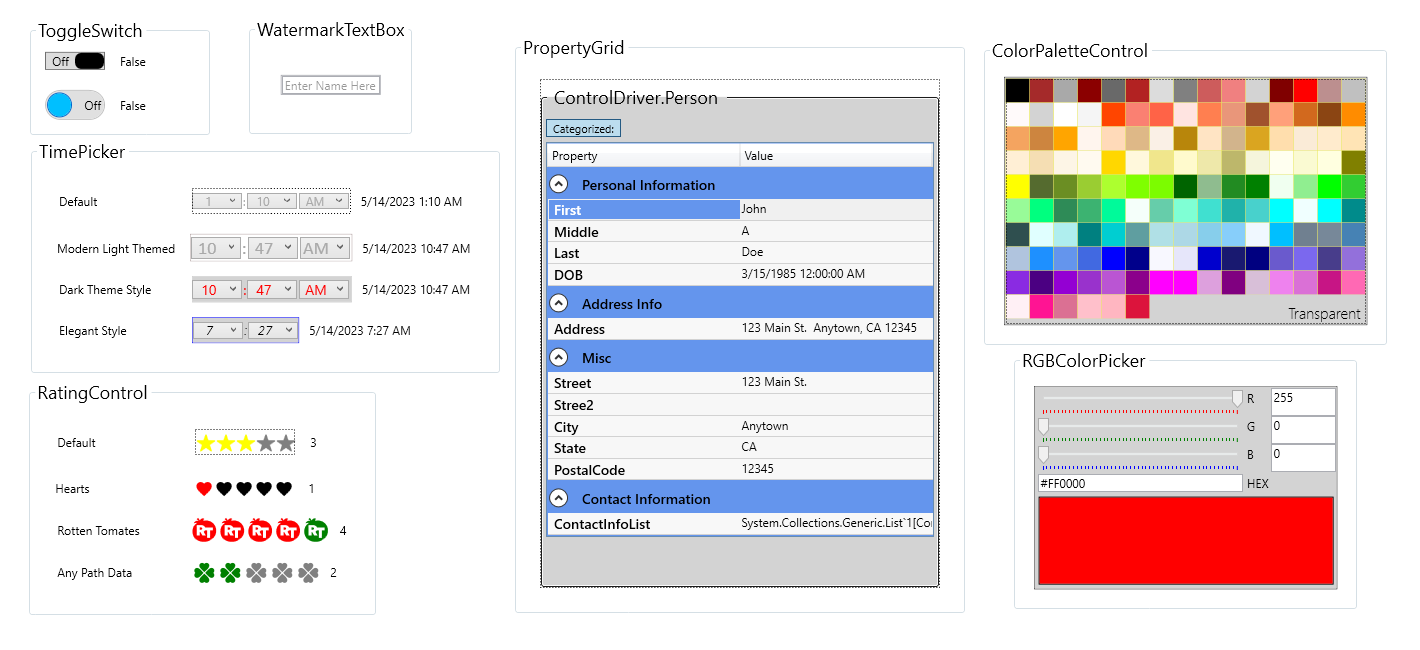 ToggleSwitch
Off False
Off False
WatermarkTextBox
Enter Name Here
TimePicker
Default 1 : 10 AM 5/14/2023 1:10 AM
Modern Light Themed 10 : 47 AM 5/14/2023 10:47 AM
Dark Theme Style 10 : 47 AM 5/14/2023 10:47 AM
Elegant Style 7 : 27 5/14/2023 7:27 AM
RatingControl
Default 3
Hearts 1
Rotten Tomates RT RT RT RT RT 4
Any Path Data 2
PropertyGrid
ControlDriver.Person
Categorized:
Property Value
Personal Information
First John
Middle A
Last Doe
DOB 3/15/1985 12:00:00 AM
Address Info
Address 123 Main St. Anytown, CA 12345
Misc
Street 123 Main St.
Stree2
City Anytown
State CA
PostalCode 12345
Contact Information
ContactInfoList System.Collections.Generic.List`1[Co
ColorPaletteControl
Transparent
RGBColorPicker
R 255
G 0
B 0
#FF0000 HEX